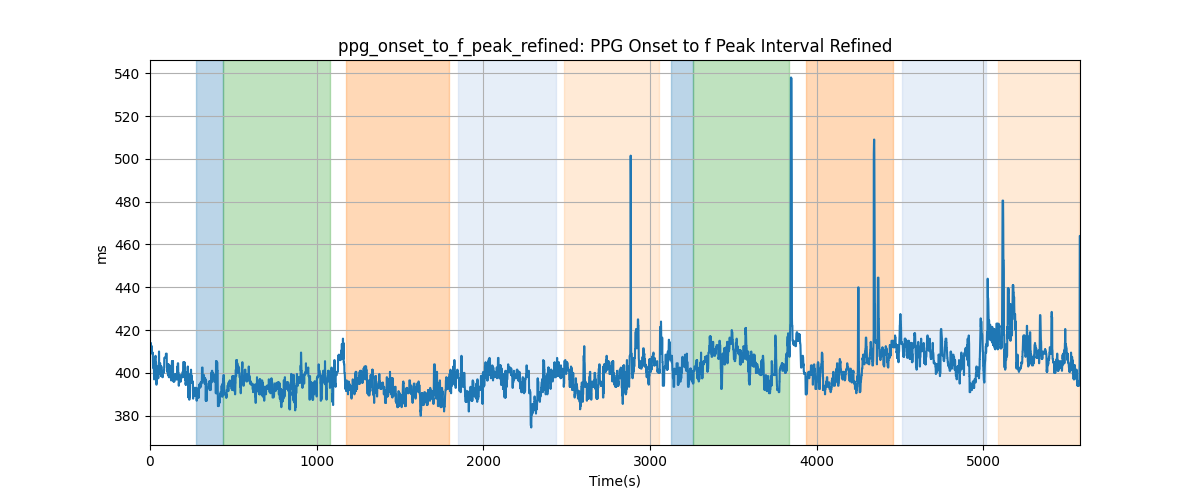 ppg_onset_to_f_peak_refined: PPG Onset to f Peak Interval Refined
540
520
500
480
460
440
420
400
380
ms
0 1000 2000 3000 4000 5000
Time(s)